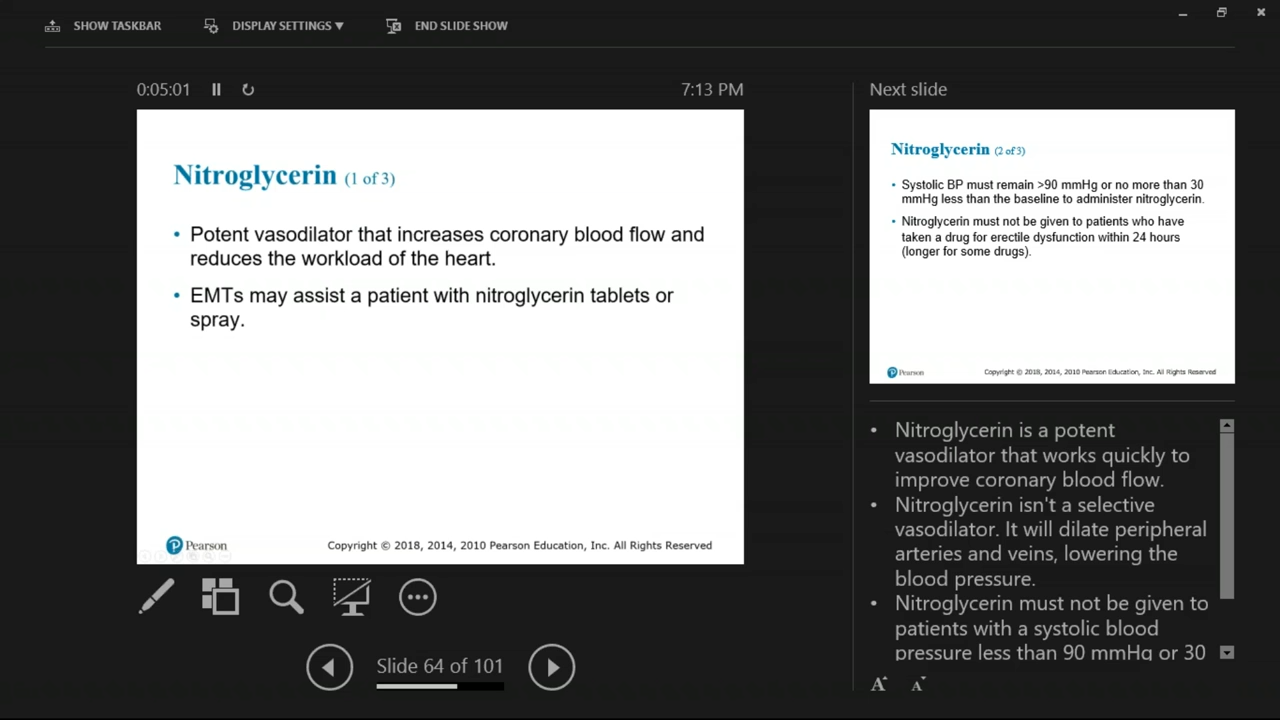 SHOW TASKBAR
DISPLAY SETTINGS ▼
END SLIDE SHOW
0:05:01
7:13 PM
Nitroglycerin (1 of 3)
• Potent vasodilator that increases coronary blood flow and
reduces the workload of the heart.
• EMTs may assist a patient with nitroglycerin tablets or
spray.
Pearson
Copyright © 2018, 2014, 2010 Pearson Education, Inc. All Rights Reserved
Slide 64 of 101
Next slide
Nitroglycerin (2 of 3)
• Systolic BP must remain >90 mmHg or no more than 30
mmHg less than the baseline to administer nitroglycerin.
• Nitroglycerin must not be given to patients who have
taken a drug for erectile dysfunction within 24 hours
(longer for some drugs).
Pearson
Copyright © 2018, 2014, 2010 Pearson Education, Inc. All Rights Reserved
• Nitroglycerin is a potent
vasodilator that works quickly to
improve coronary blood flow.
• Nitroglycerin isn't a selective
vasodilator. It will dilate peripheral
arteries and veins, lowering the
blood pressure.
• Nitroglycerin must not be given to
patients with a systolic blood
pressure less than 90 mmHg or 30
A A